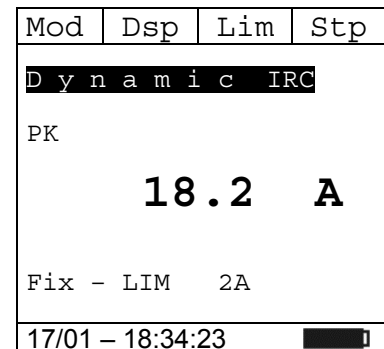 Mod Dsp Lim Stp
Dynamic IRC
PK
18.2 A
Fix - LIM 2A
17/01 – 18:34:23